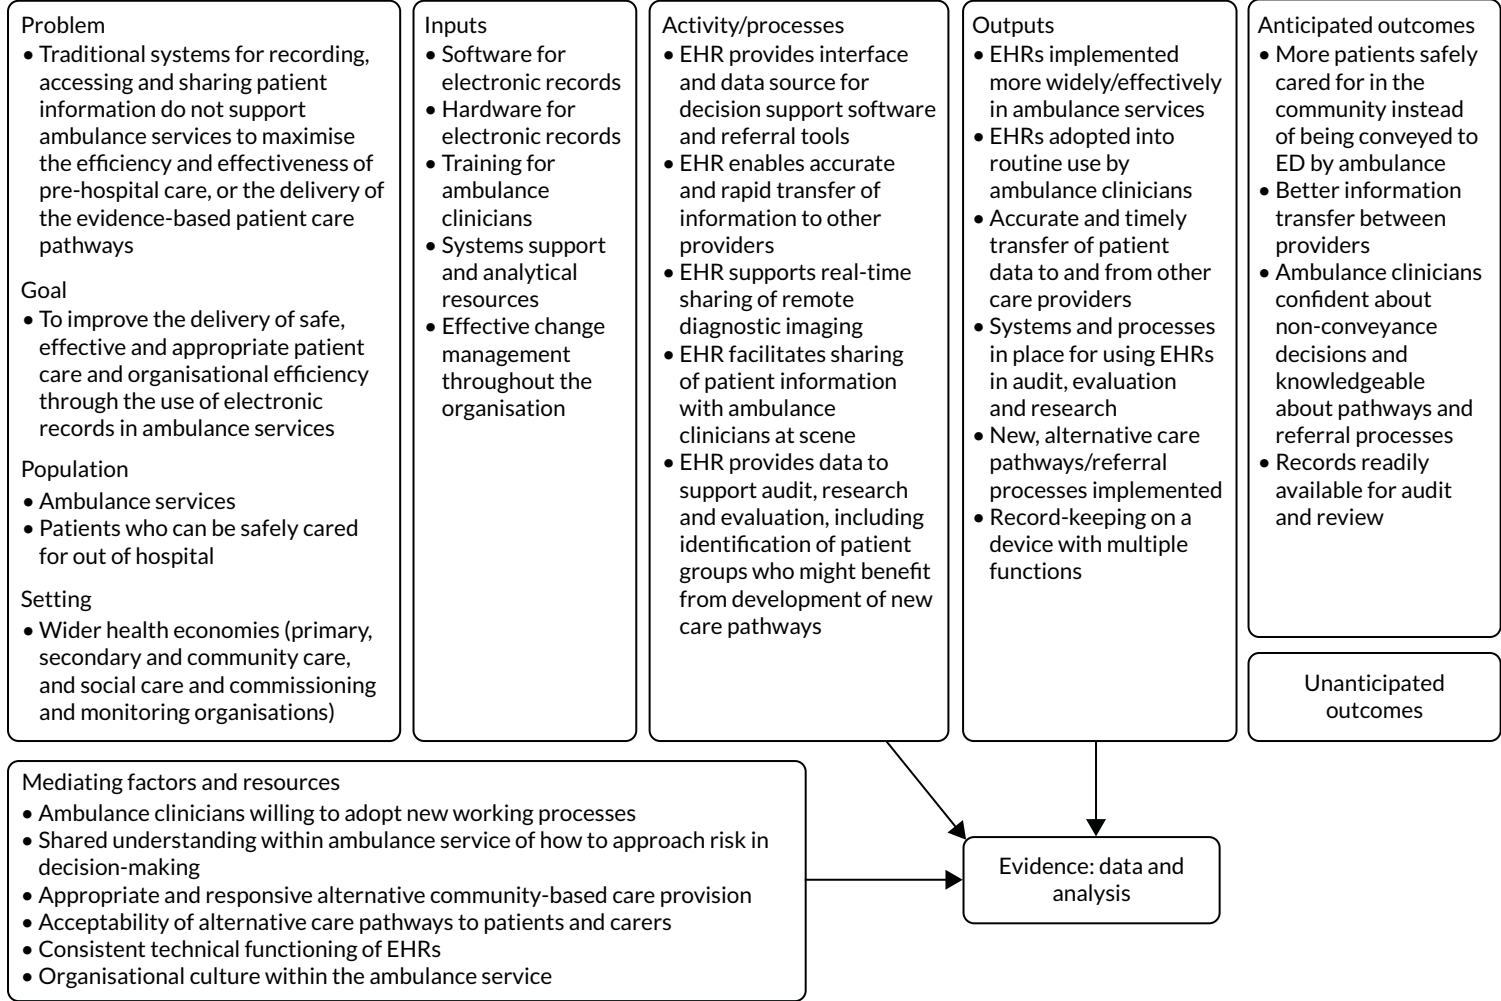 Problem
• Traditional systems for recording,
accessing and sharing patient
information do not support
ambulance services to maximise
the efficiency and effectiveness of
pre-hospital care, or the delivery of
the evidence-based patient care
pathways
Goal
• To improve the delivery of safe,
effective and appropriate patient
care and organisational efficiency
through the use of electronic
records in ambulance services
Population
• Ambulance services
• Patients who can be safely cared
for out of hospital
Setting
• Wider health economies (primary,
secondary and community care,
and social care and commissioning
and monitoring organisations)
Inputs
• Software for
electronic records
• Hardware for
electronic records
• Training for
ambulance
clinicians
• Systems support
and analytical
resources
• Effective change
management
throughout the
organisation
Activity/processes
• EHR provides interface
and data source for
decision support software
and referral tools
• EHR enables accurate
and rapid transfer of
information to other
providers
• EHR supports real-time
sharing of remote
diagnostic imaging
• EHR facilitates sharing
of patient information
with ambulance
clinicians at scene
• EHR provides data to
support audit, research
and evaluation, including
identification of patient
groups who might benefit
from development of new
care pathways
Outputs
• EHRs implemented
more widely/effectively
in ambulance services
• EHRs adopted into
routine use by
ambulance clinicians
• Accurate and timely
transfer of patient
data to and from other
care providers
• Systems and processes
in place for using EHRs
in audit, evaluation
and research
• New, alternative care
pathways/referral
processes implemented
• Record-keeping on a
device with multiple
functions
Anticipated outcomes
• More patients safely
cared for in the
community instead
of being conveyed to
ED by ambulance
• Better information
transfer between
providers
• Ambulance clinicians
confident about
non-conveyance
decisions and
knowledgeable
about pathways and
referral processes
• Records readily
available for audit
and review
Unanticipated
outcomes
Mediating factors and resources
• Ambulance clinicians willing to adopt new working processes
• Shared understanding within ambulance service of how to approach risk in
decision-making
• Appropriate and responsive alternative community-based care provision
• Acceptability of alternative care pathways to patients and carers
• Consistent technical functioning of EHRs
• Organisational culture within the ambulance service
Evidence: data and
analysis